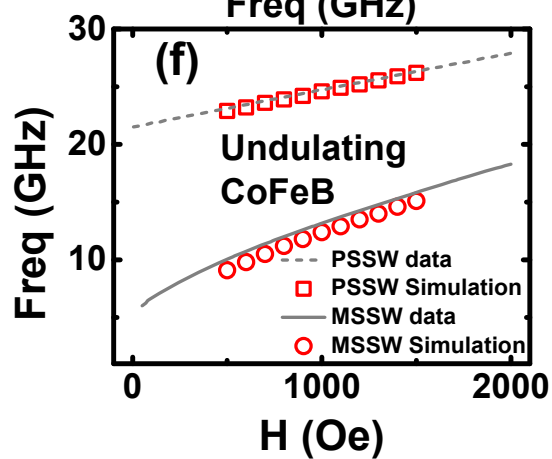 Freq (GHz)
30
(f)
20
Undulating
CoFeB
Freq (GHz)
10
PSSW data
PSSW Simulation
MSSW data
MSSW Simulation
0
1000
2000
H (Oe)